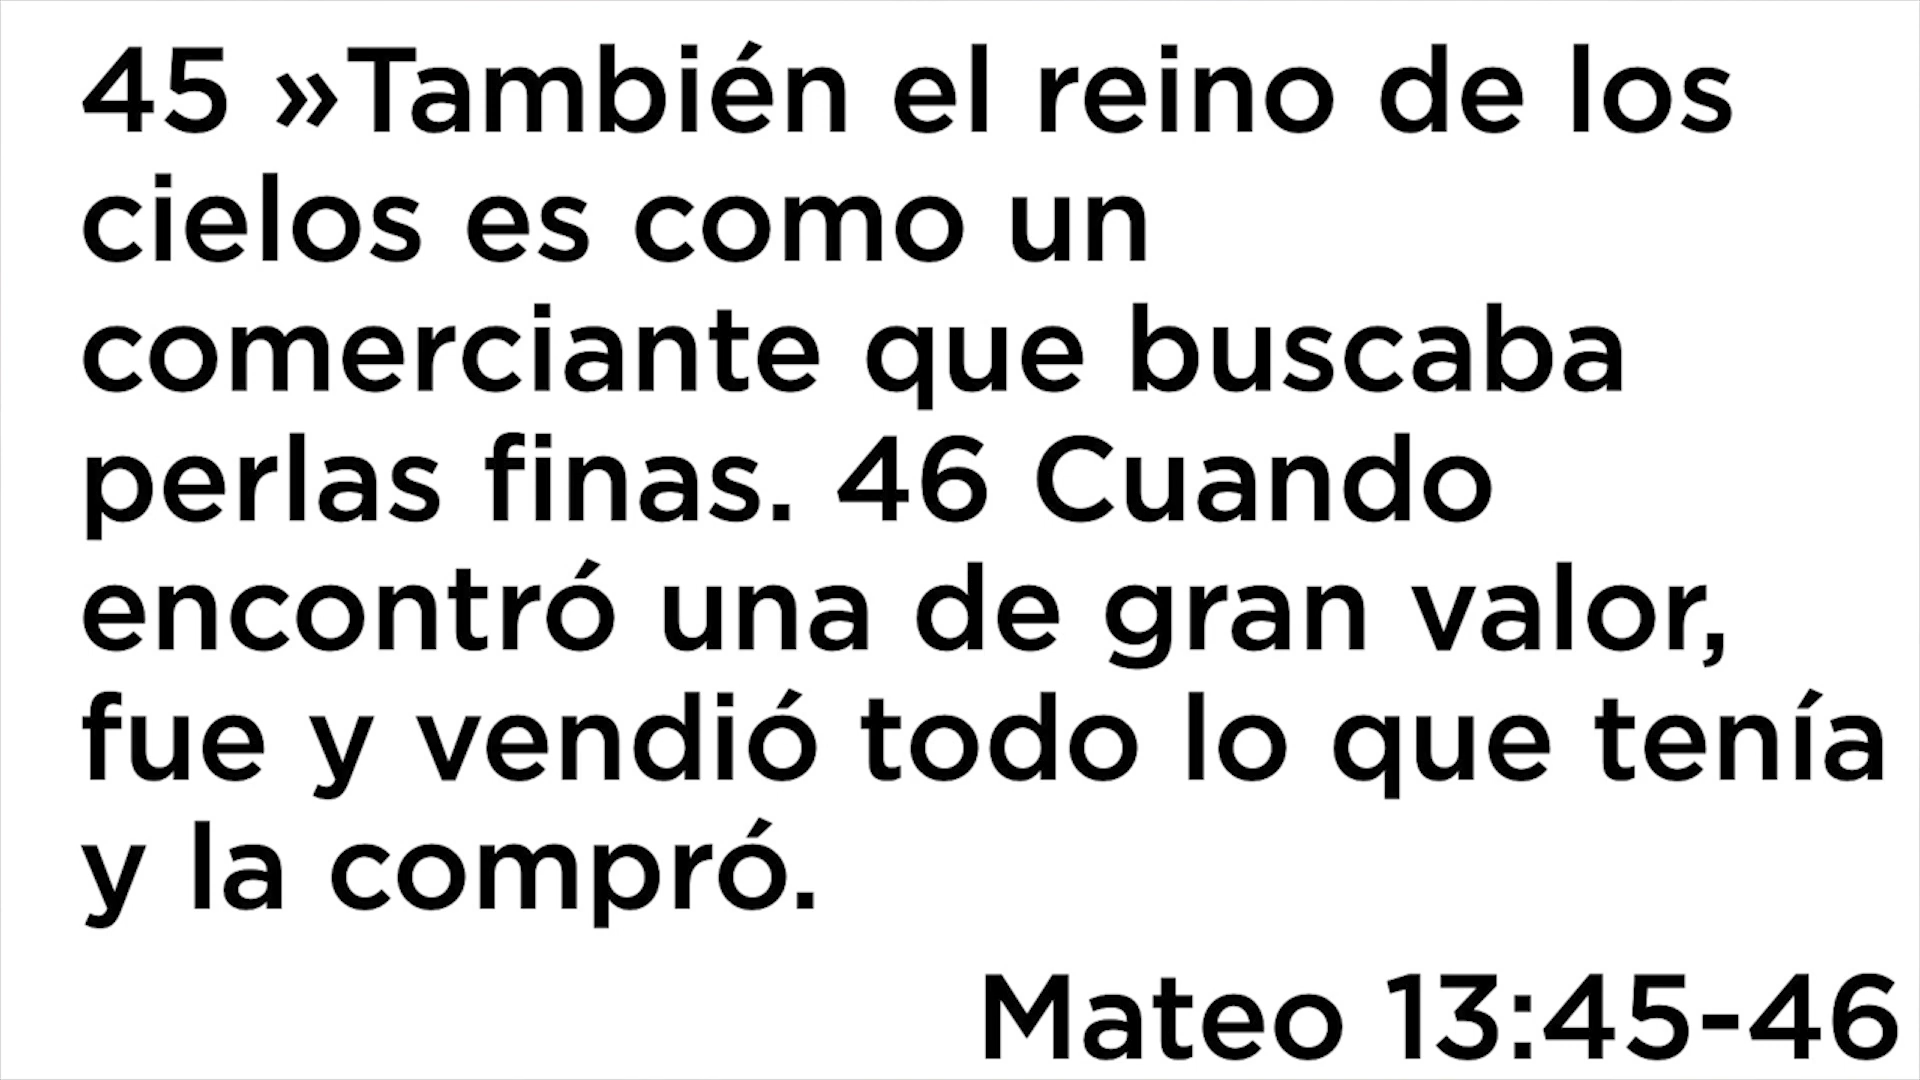 45 »También el reino de los
cielos es como un
comerciante que buscaba
perlas finas. 46 Cuando
encontró una de gran valor,
fue y vendió todo lo que tenía
y la compró.
Mateo 13:45-46